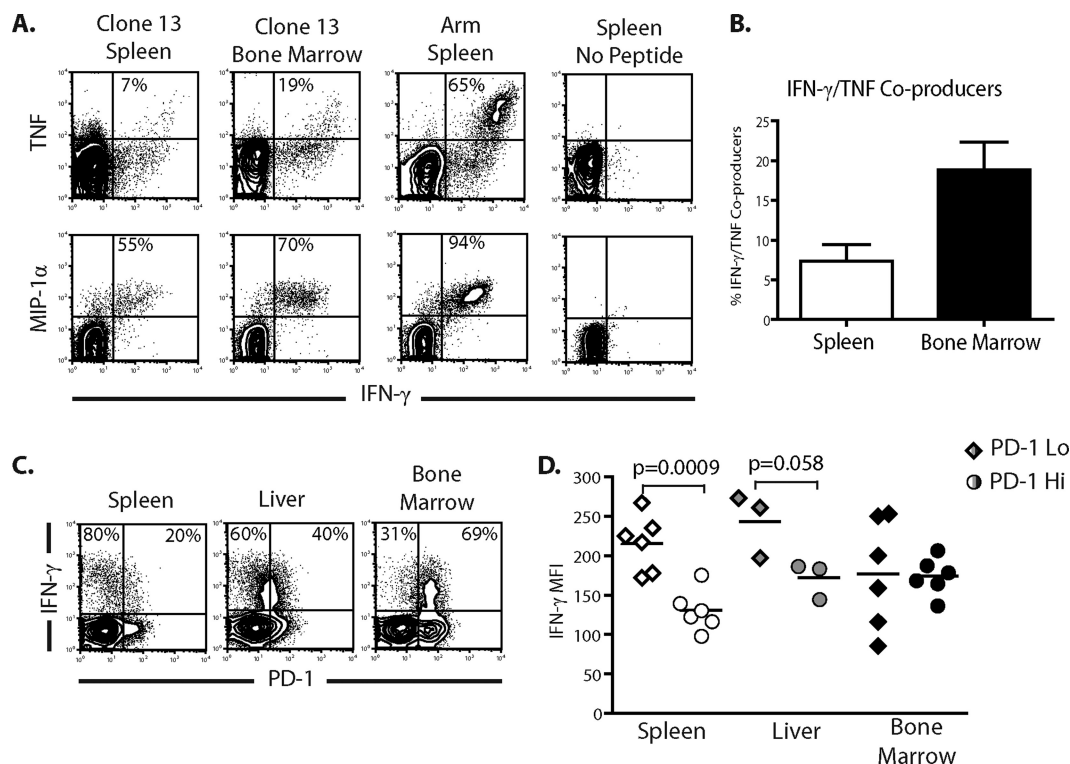 A.
Clone 13
Spleen
Clone 13
Bone Marrow
Arm
Spleen
Spleen
No Peptide
TNF
7%
19%
65%
MIP-1α
55%
70%
94%
IFN-γ
B.
IFN-γ/TNF Co-producers
% IFN-γ/TNF Co-producers
25
20
15
10
5
0
Spleen
Bone Marrow
C.
Spleen
Liver
Bone
Marrow
IFN-γ
80%
20%
60%
40%
31%
69%
PD-1
D.
PD-1 Lo
PD-1 Hi
p=0.0009
p=0.058
IFN-γ MFI
300
250
200
150
100
50
0
Spleen
Liver
Bone
Marrow